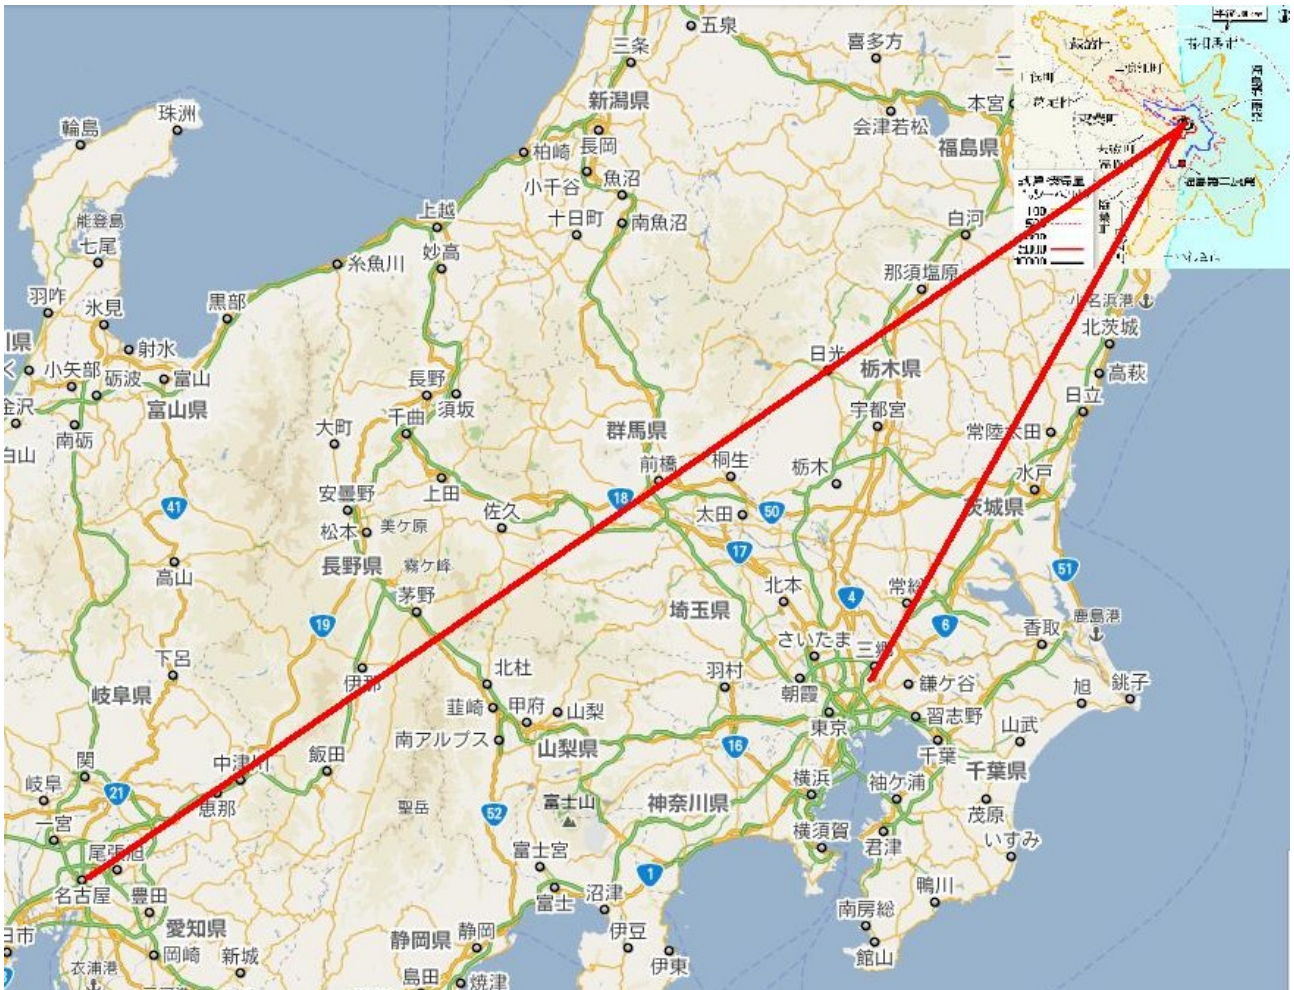 五泉
三条
喜多方
新潟県
本宮
珠洲
輪島
会津若松
長岡
柏崎
福島県
小千谷
魚沼
能登島
上越
十日町
南魚沼
白河
七尾
妙高
糸魚川
那須塩原
羽咋
氷見
黒部
小名浜港
北茨城
射水
日光
栃木県
高萩
小矢部
砺波
富山
長野
須坂
日立
金沢
富山県
千曲
宇都宮
南砺
大町
群馬県
常陸太田
白山
前橋
桐生
栃木
水戸
上田
安曇野
18
41
佐久
太田
50
茨城県
松本
美ケ原
17
長野県
霧ケ峰
51
高山
北本
常総
4
茅野
埼玉県
鹿島港
19
6
香取
さいたま
三郷
下呂
北杜
羽村
伊那
朝霞
鎌ケ谷
旭
銚子
岐阜県
韮崎
甲府
山梨
東京
習志野
山武
南アルプス
山梨県
16
千葉
飯田
中津川
千葉県
関
岐阜
21
恵那
横浜
袖ケ浦
聖岳
富士山
神奈川県
茂原
52
一宮
横須賀
君津
いすみ
尾張旭
富士宮
1
名古屋
豊田
富士
沼津
鴨川
南房総
愛知県
静岡県
静岡
伊豆
岡崎
新城
館山
伊東
衣浦港
島田
焼津